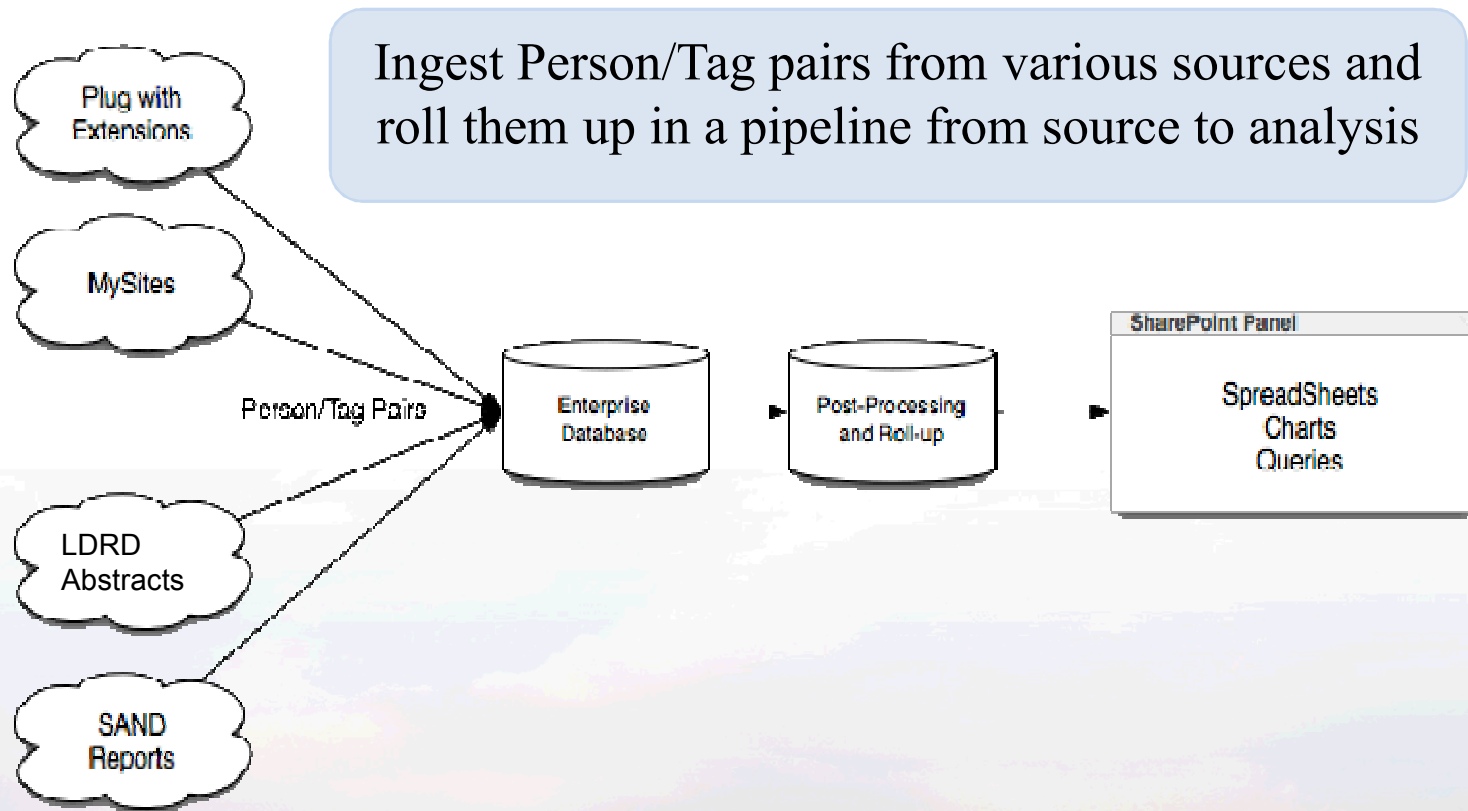 Ingest Person/Tag pairs from various sources and
roll them up in a pipeline from source to analysis
Plug with
Extensions
MySites
Person/Tag Pairs
LDRD
Abstracts
SAND
Reports
Enterprise
Database
Post-Processing
and Roll-up
SharePoint Panel
SpreadSheets
Charts
Queries